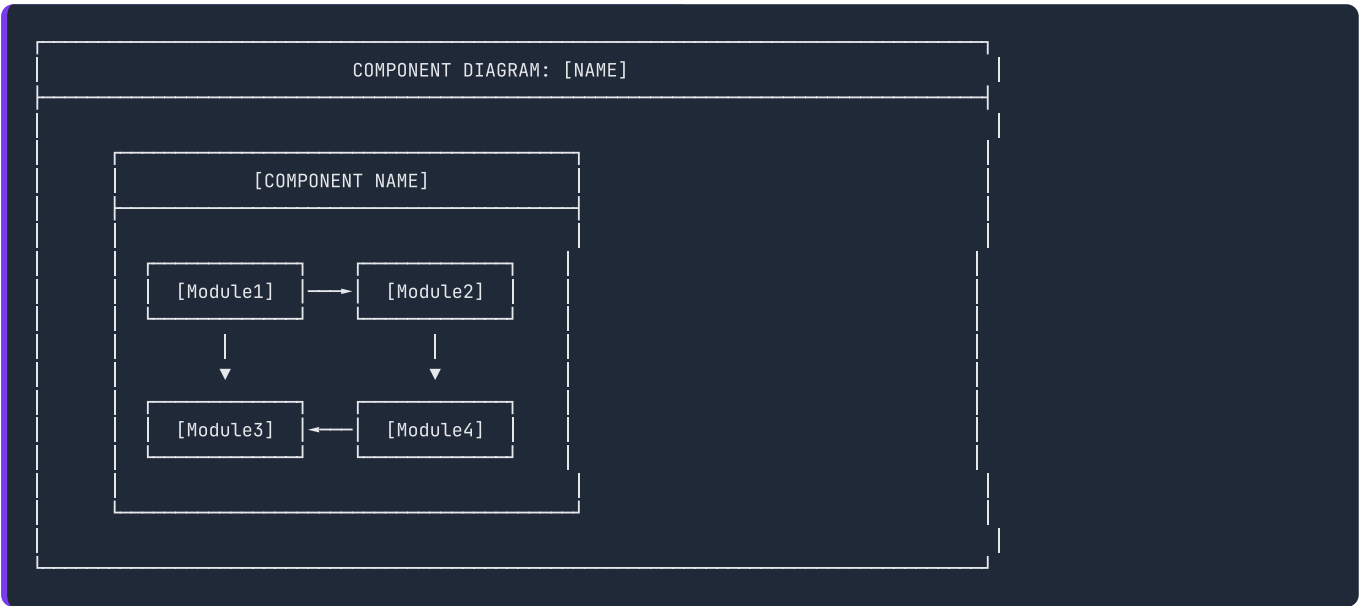 COMPONENT DIAGRAM: [NAME]
[COMPONENT NAME]
[Module1] [Module2]
[Module3] [Module4]